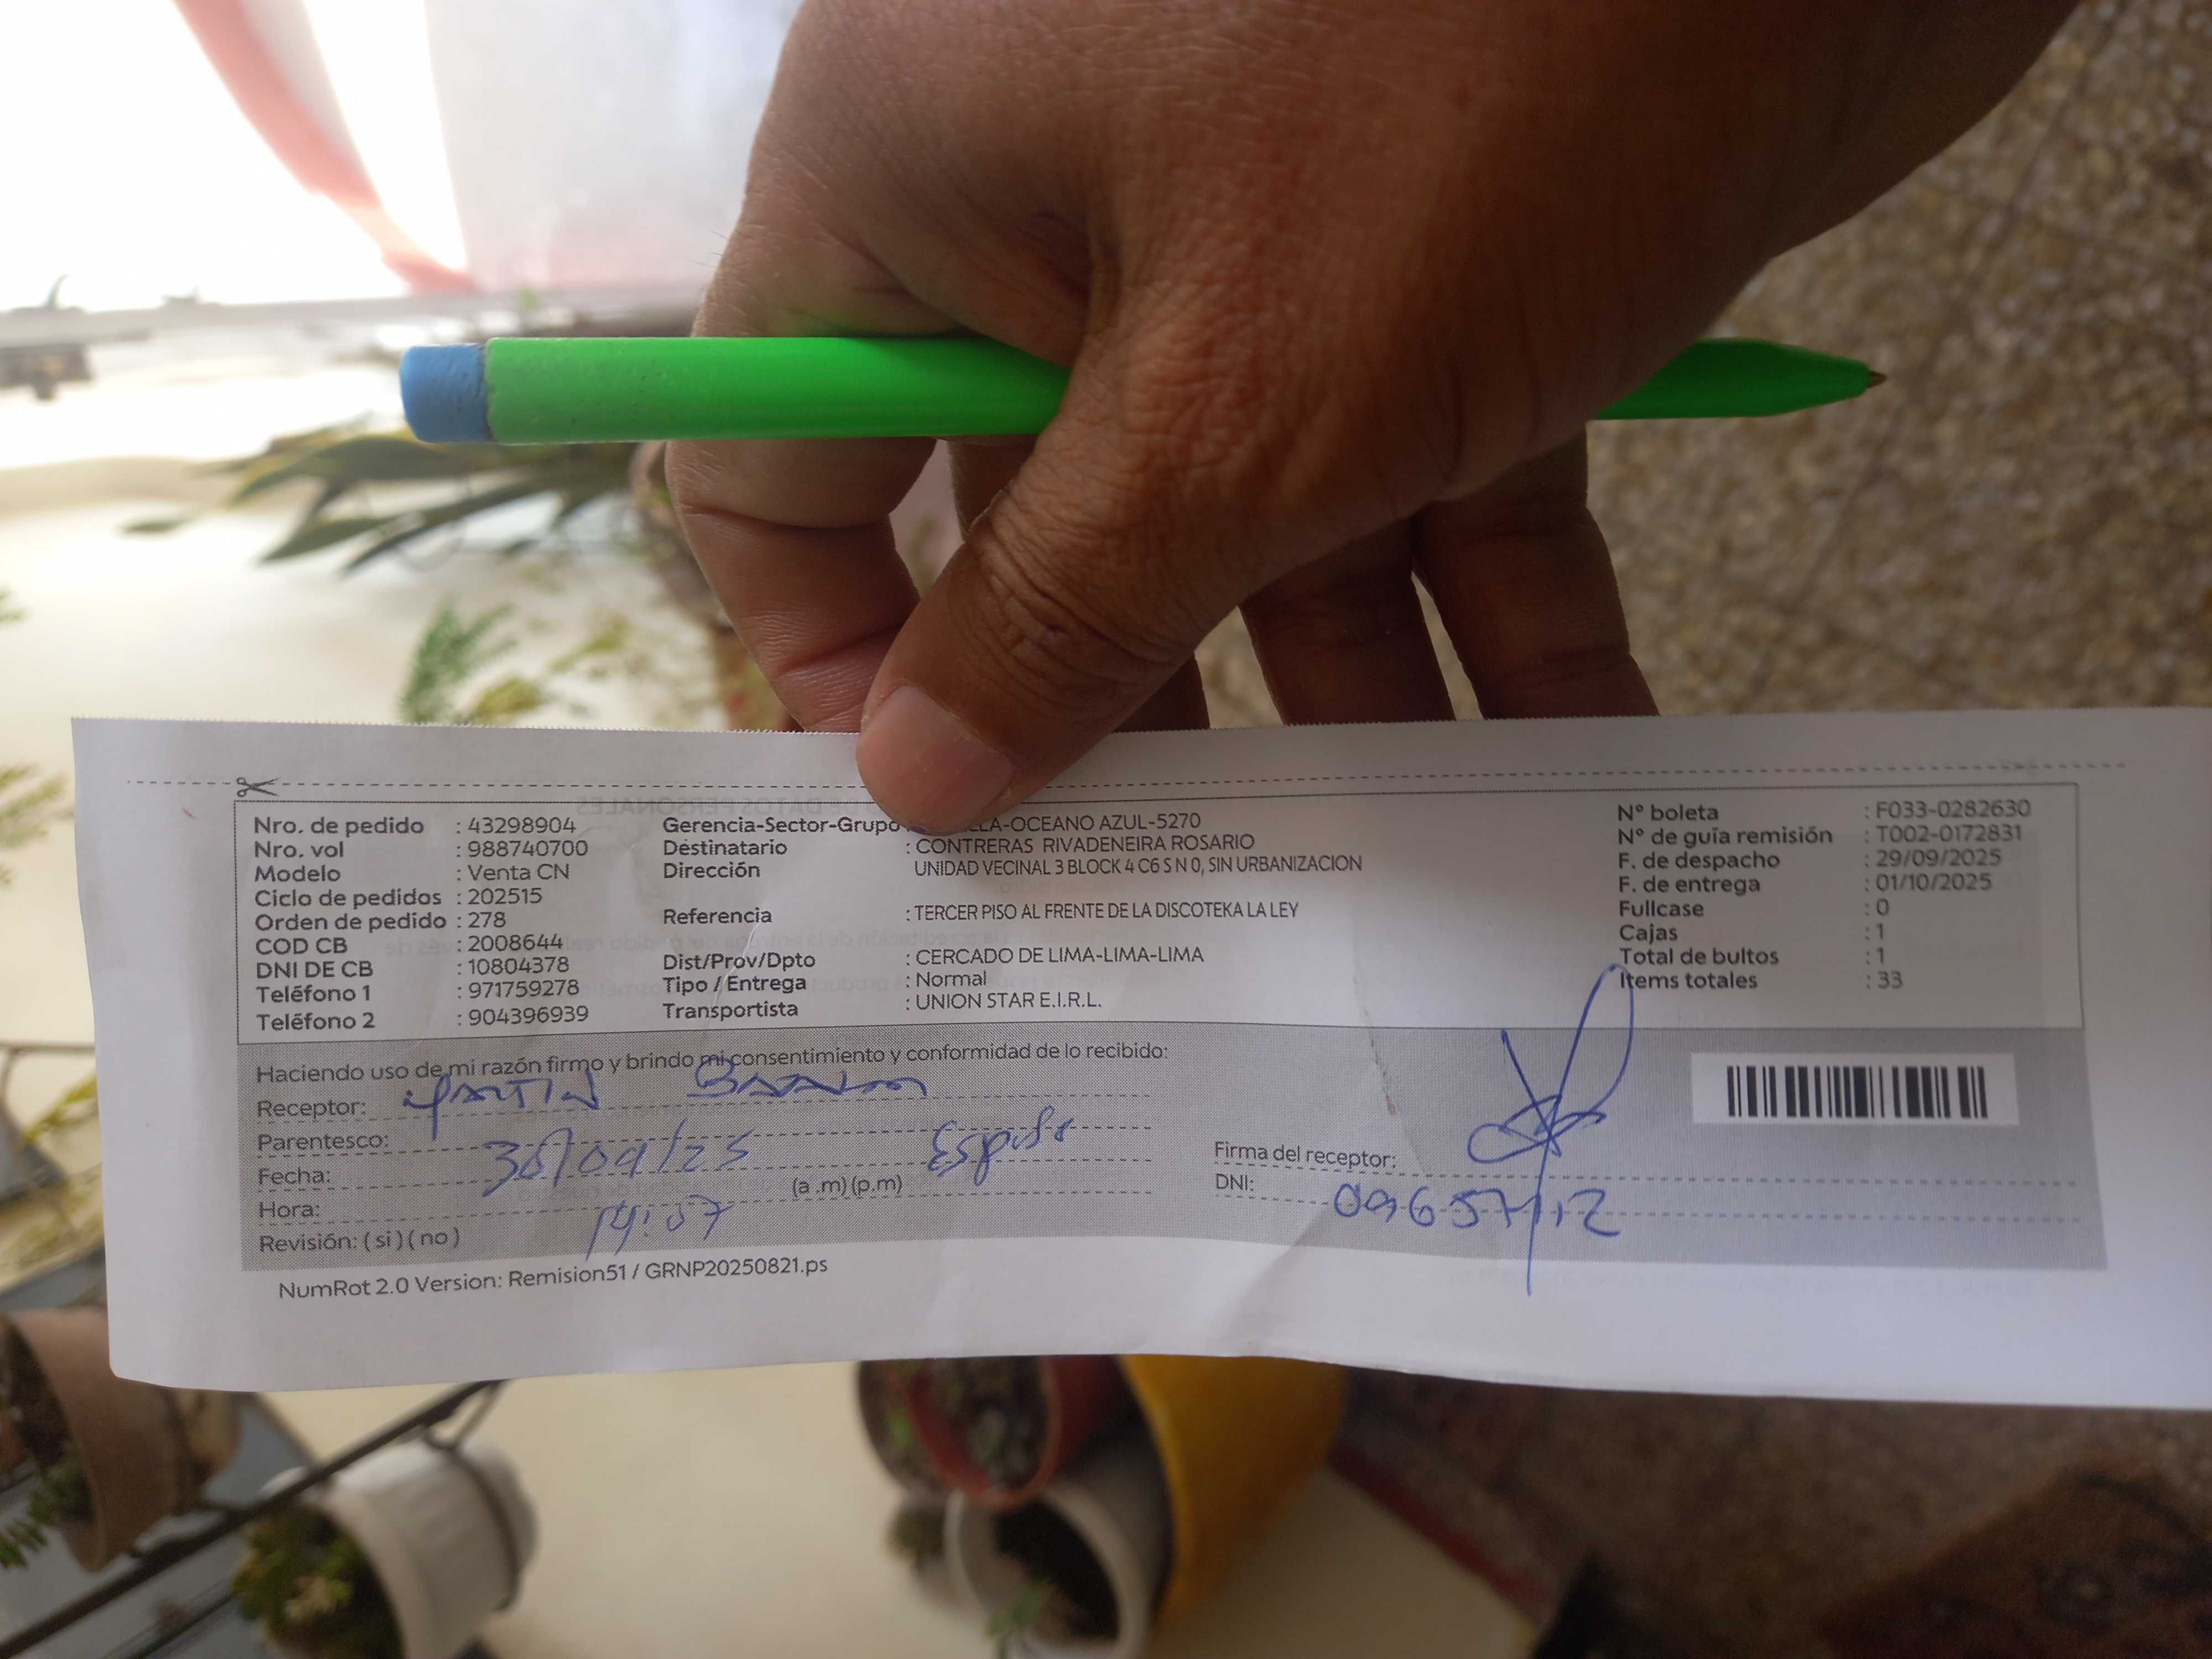 Nro. de pedido : 43298904
Nro. vol : 988740700
Modelo : Venta CN
Ciclo de pedidos : 202515
Orden de pedido : 278
COD CB : 2008644
DNI DE CB : 10804378
Teléfono 1 : 971759278
Teléfono 2 : 904396939
Gerencia-Sector-Grupo LLA-OCEANO AZUL-5270
Destinatario : CONTRERAS RIVADENEIRA ROSARIO
Dirección UNIDAD VECINAL 3 BLOCK 4 C6 S N 0, SIN URBANIZACION
Referencia : TERCER PISO AL FRENTE DE LA DISCOTEKA LA LEY
Dist/Prov/Dpto : CERCADO DE LIMA-LIMA-LIMA
Tipo / Entrega : Normal
Transportista : UNION STAR E.I.R.L.
N° boleta : F033-0282630
N° de guía remisión : T002-0172831
F. de despacho : 29/09/2025
F. de entrega : 01/10/2025
Fullcase : 0
Cajas : 1
Total de bultos : 1
Items totales : 33
Haciendo uso de mi razón firmo y brindo mi consentimiento y conformidad de lo recibido:
Receptor: MARTIN
Parentesco: Esposo
Fecha: 30/09/25
Hora: 14:07 (a .m) (p.m)
Revisión: ( si ) ( no )
Firma del receptor:
DNI:
NumRot 2.0 Version: Remision51 / GRNP20250821.ps